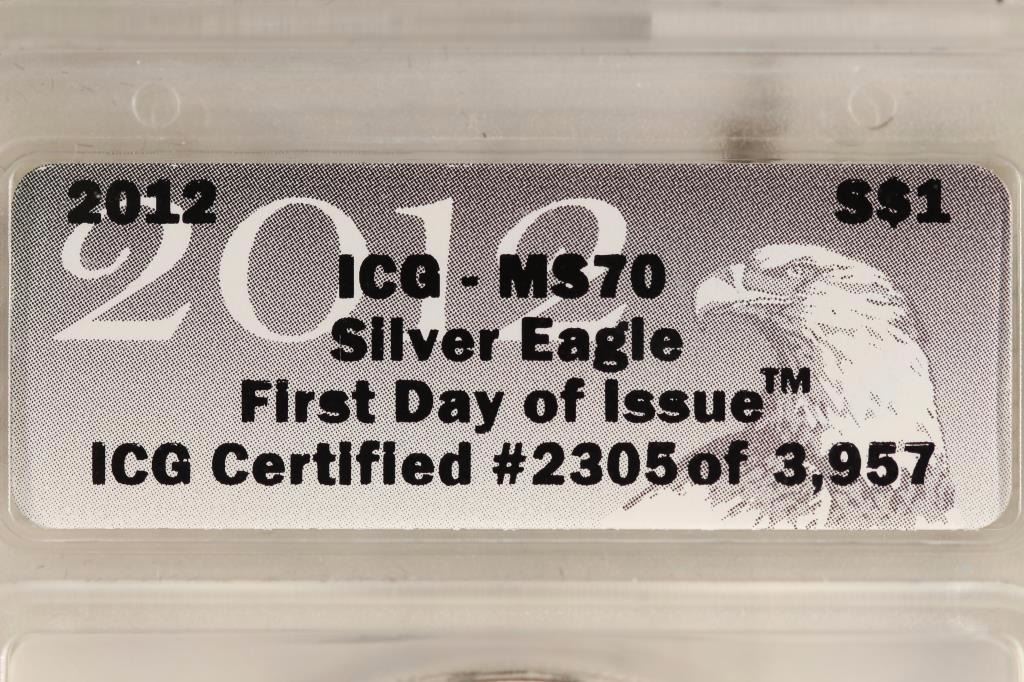 2012 S$1
2012
ICG - MS70
Silver Eagle
First Day of Issue™
ICG Certified #2305 of 3,957